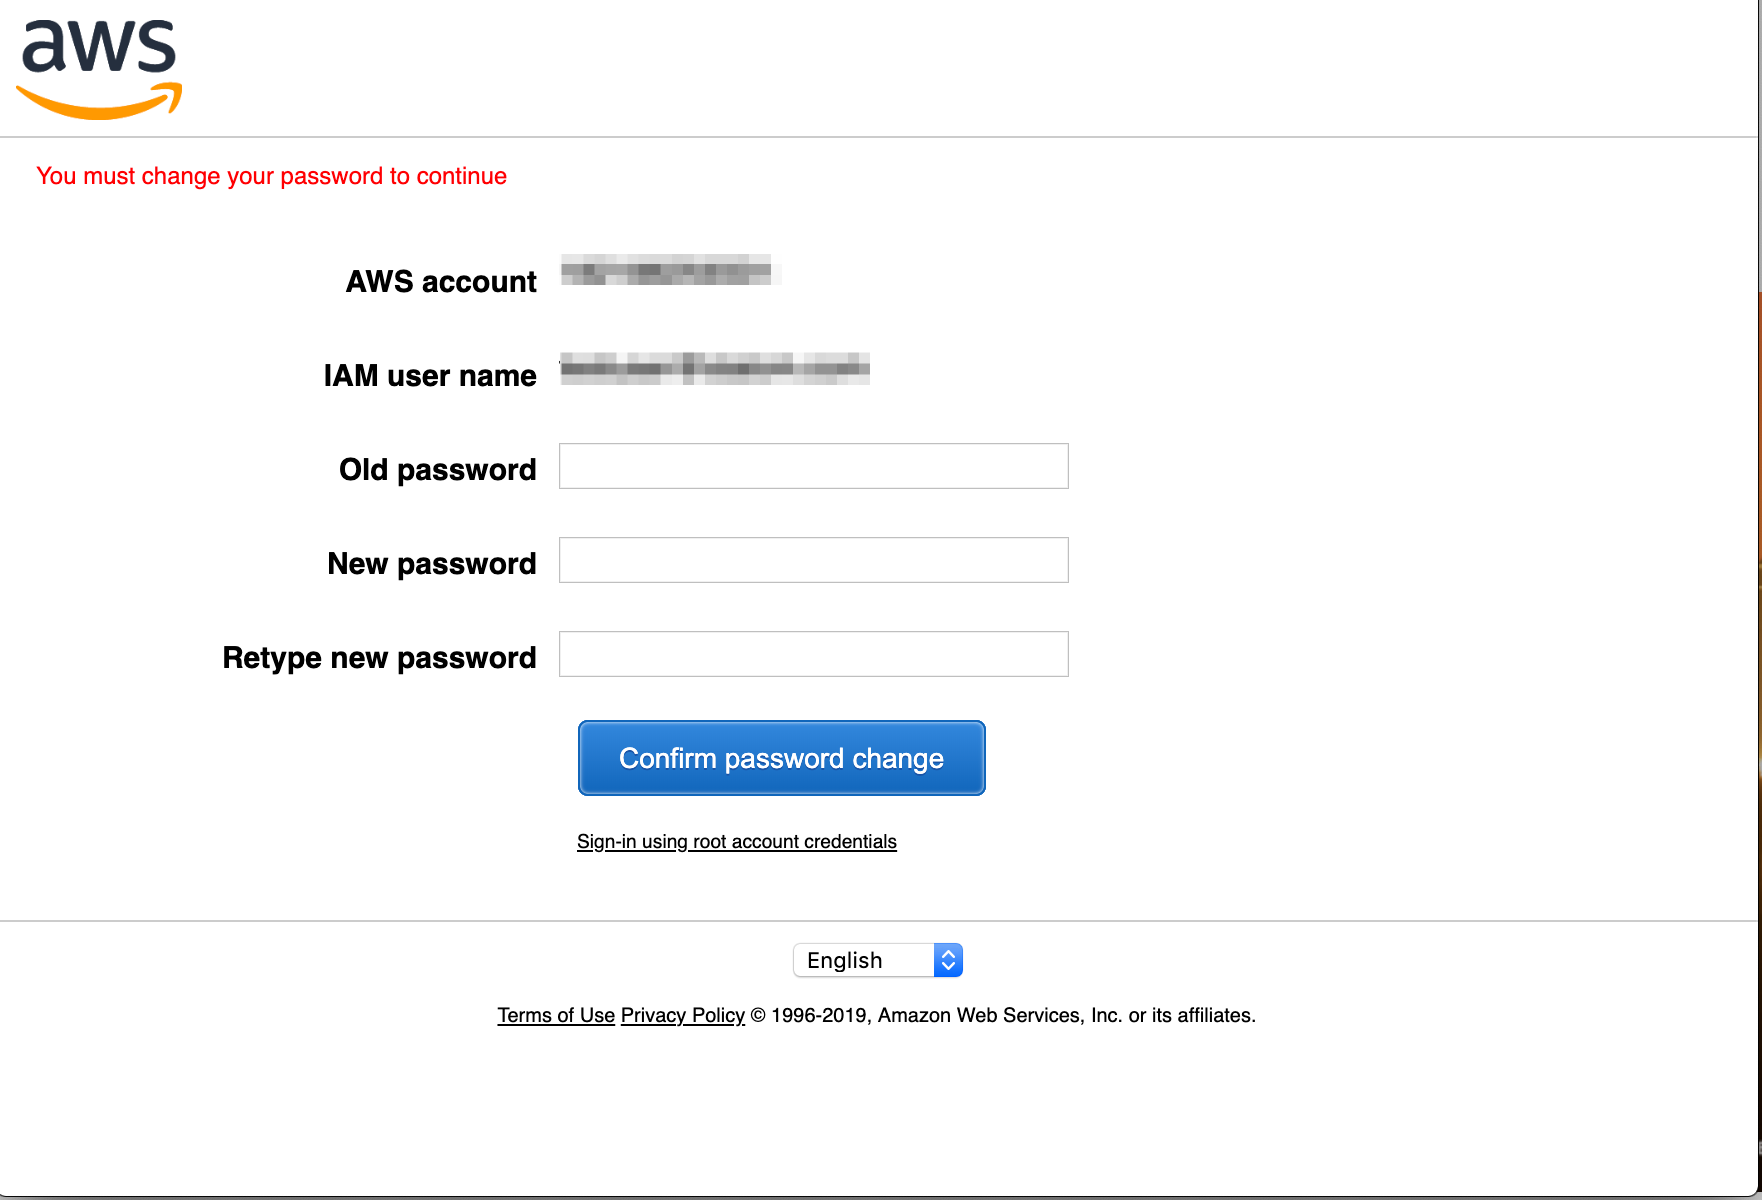 aws
You must change your password to continue
AWS account
IAM user name
Old password
New password
Retype new password
Confirm password change
Sign-in using root account credentials
English
Terms of Use Privacy Policy © 1996-2019, Amazon Web Services, Inc. or its affiliates.